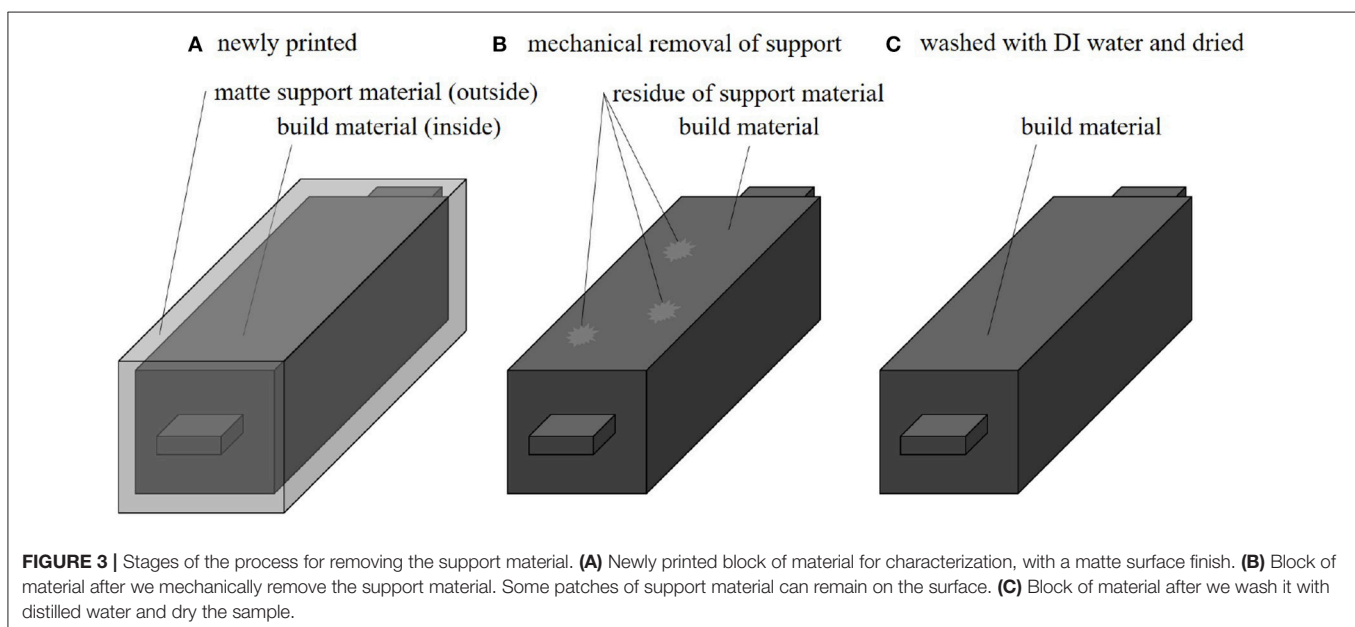 A newly printed
B mechanical removal of support
C washed with DI water and dried
matte support material (outside)
build material (inside)
residue of support material
build material
build material
FIGURE 3 | Stages of the process for removing the support material. (A) Newly printed block of material for characterization, with a matte surface finish. (B) Block of
material after we mechanically remove the support material. Some patches of support material can remain on the surface. (C) Block of material after we wash it with
distilled water and dry the sample.